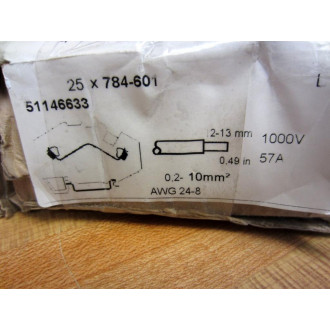 25 x 784-601
51146633
2-13 mm
1000V
0.49 in
57A
0.2- 10mm²
AWG 24-8